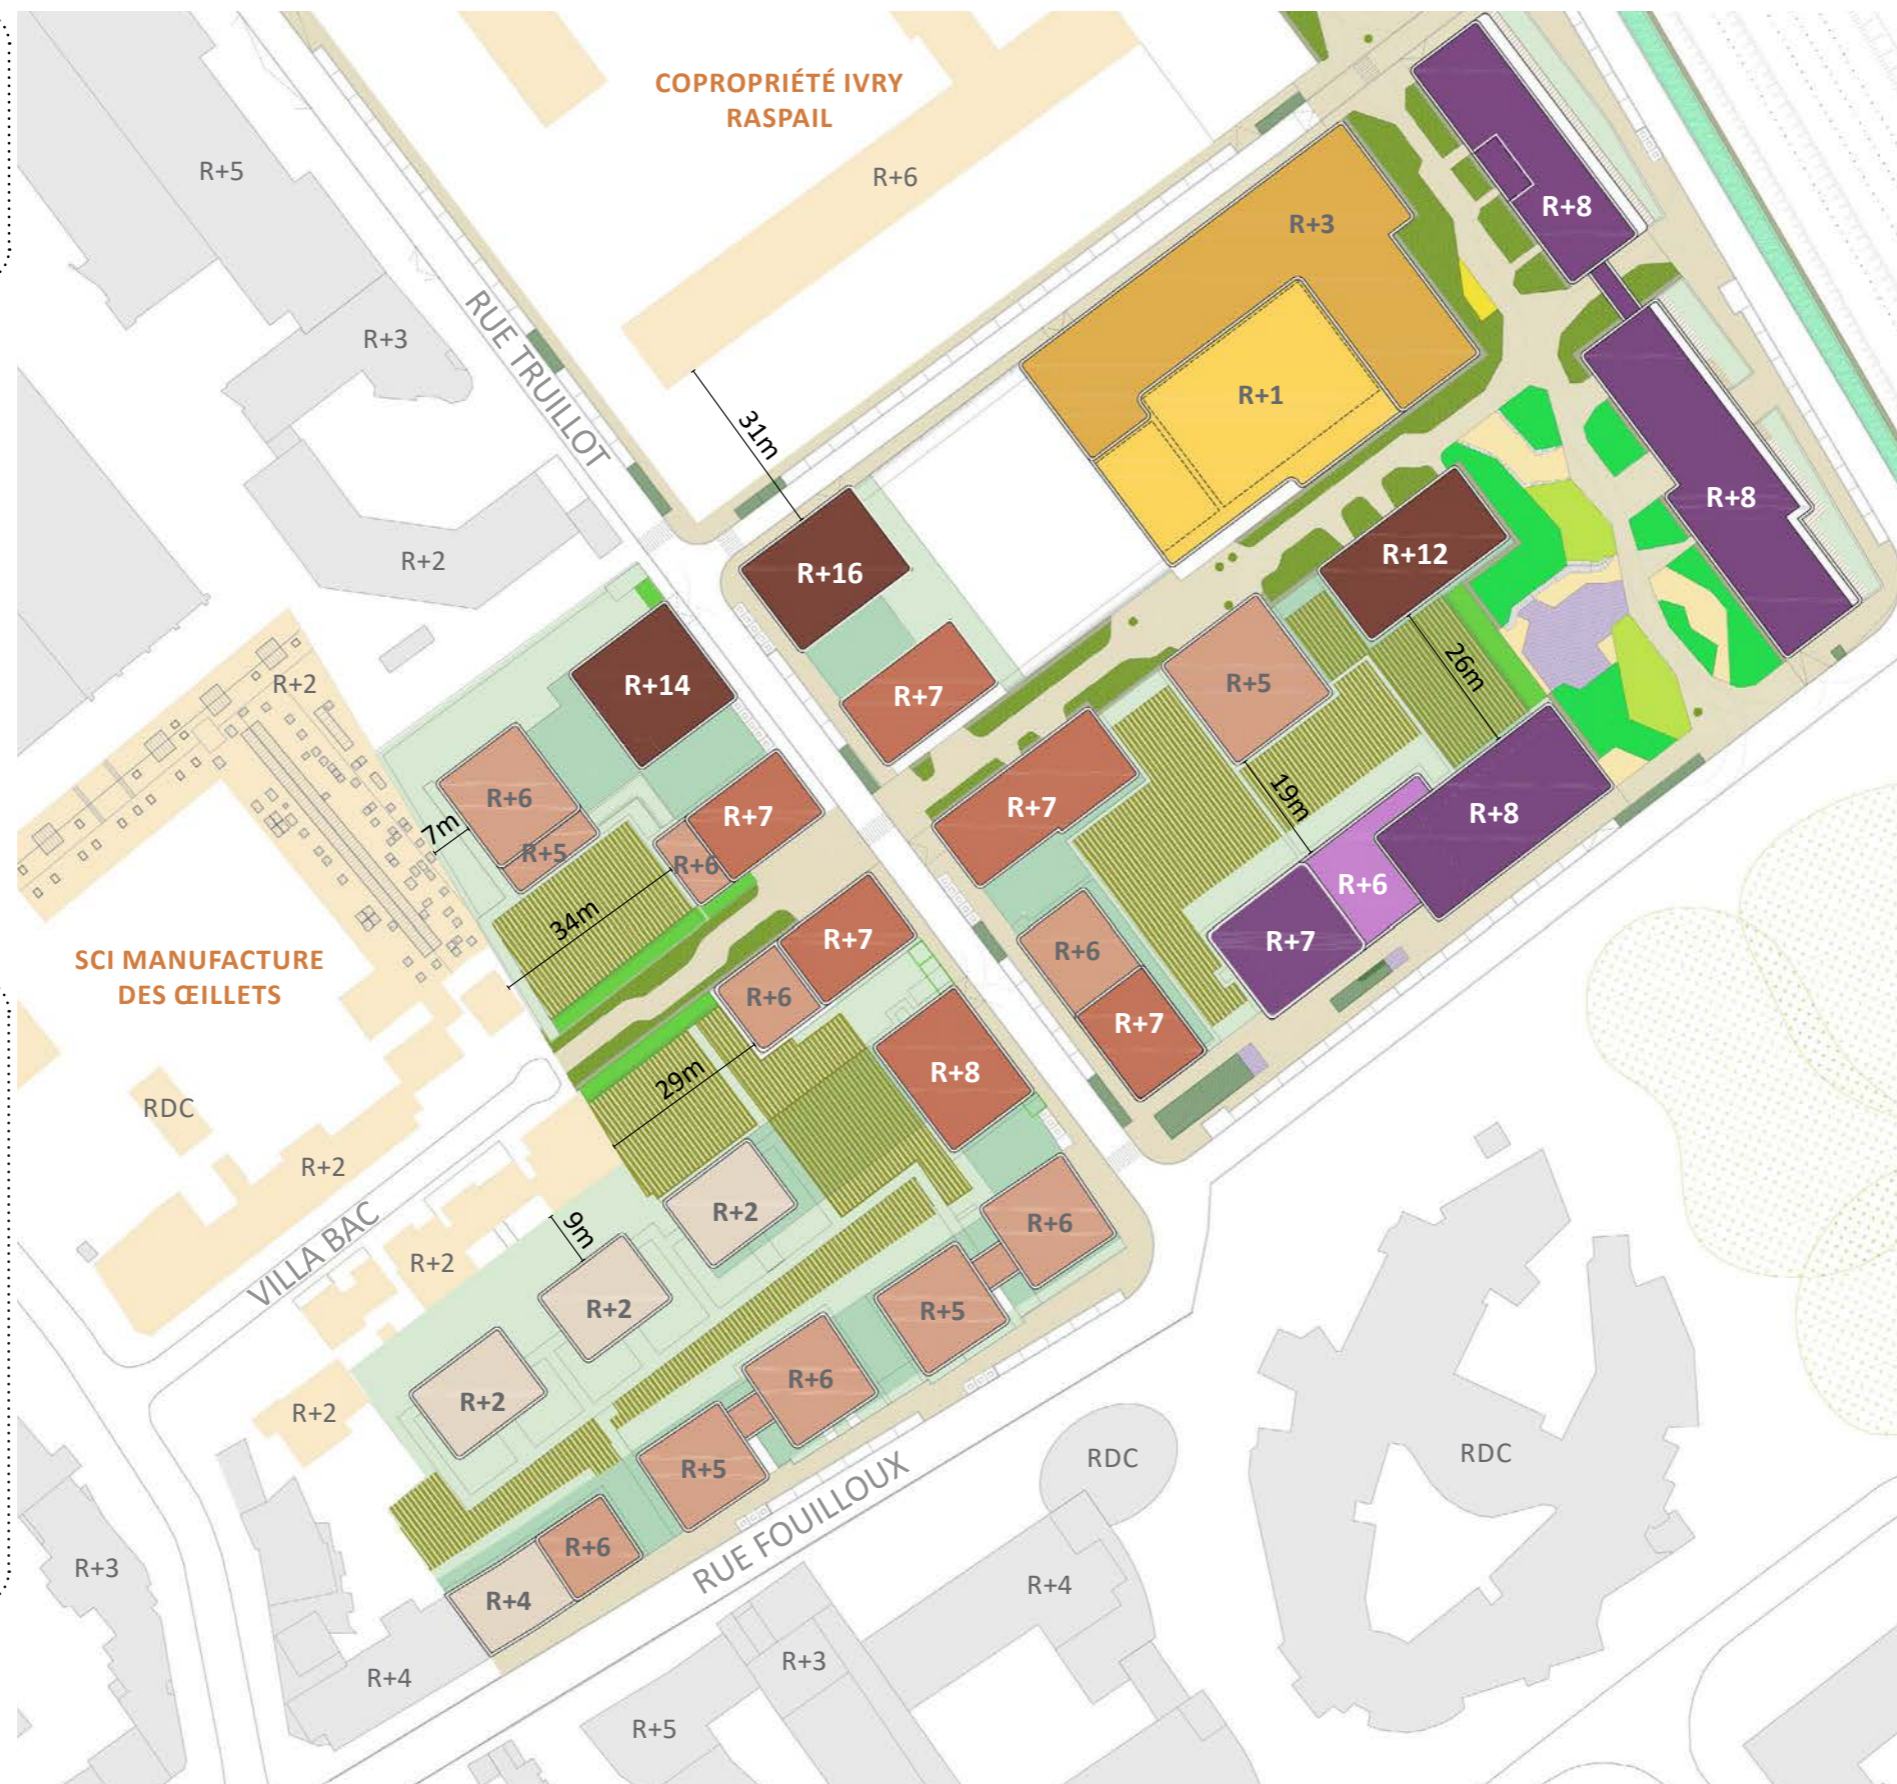 COPROPRIÉTÉ IVRY
RASPAIL
R+5
R+6
R+8
R+3
R+3
RUE TRUILLOT
R+1
31m
R+8
R+2
R+16
R+12
R+2
R+14
R+7
R+5
26m
R+6
R+7
R+7
19m
R+8
7m
R+5
R+6
R+6
34m
R+7
R+6
R+7
SCI MANUFACTURE
DES ŒILLETS
R+6
R+7
29m
R+8
RDC
R+2
R+2
R+6
VILLA BAC
9m
R+2
R+2
R+5
R+2
R+6
R+2
R+5
RUE FOUILLOUX
RDC
RDC
R+3
R+6
R+4
R+4
R+4
R+3
R+5